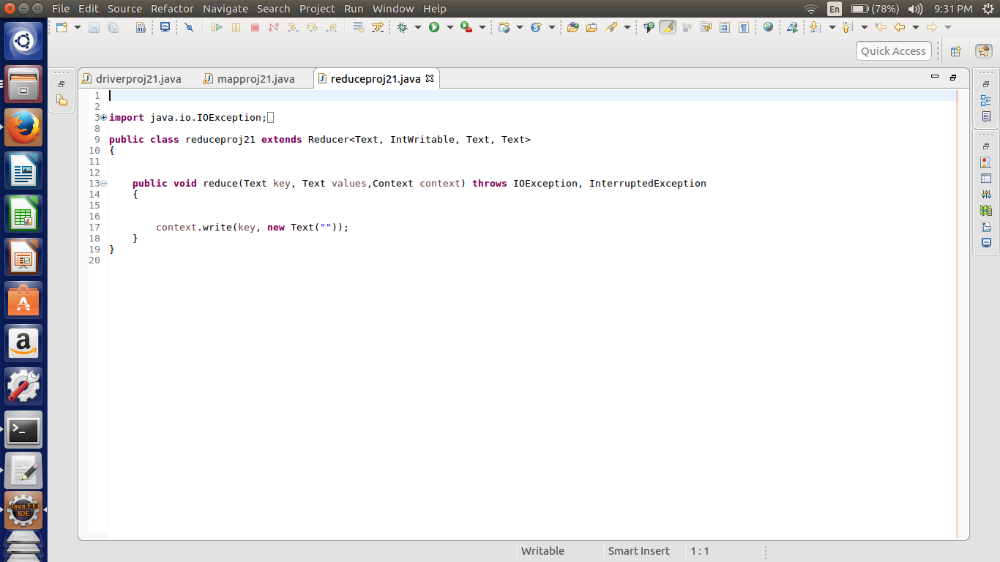 File Edit Source Refactor Navigate Search Project Run Window Help
En (78%) 9:31 PM
010
Quick Access
driverproj21.java mapproj21.java reduceproj21.java
1
2
3 import java.io.IOException;
8
9 public class reduceproj21 extends Reducer<Text, IntWritable, Text, Text>
10 {
11
12
13 public void reduce(Text key, Text values,Context context) throws IOException, InterruptedException
14 {
15
16
17 context.write(key, new Text(""));
18 }
19 }
20
Java EE
IDE
Writable Smart Insert 1 : 1